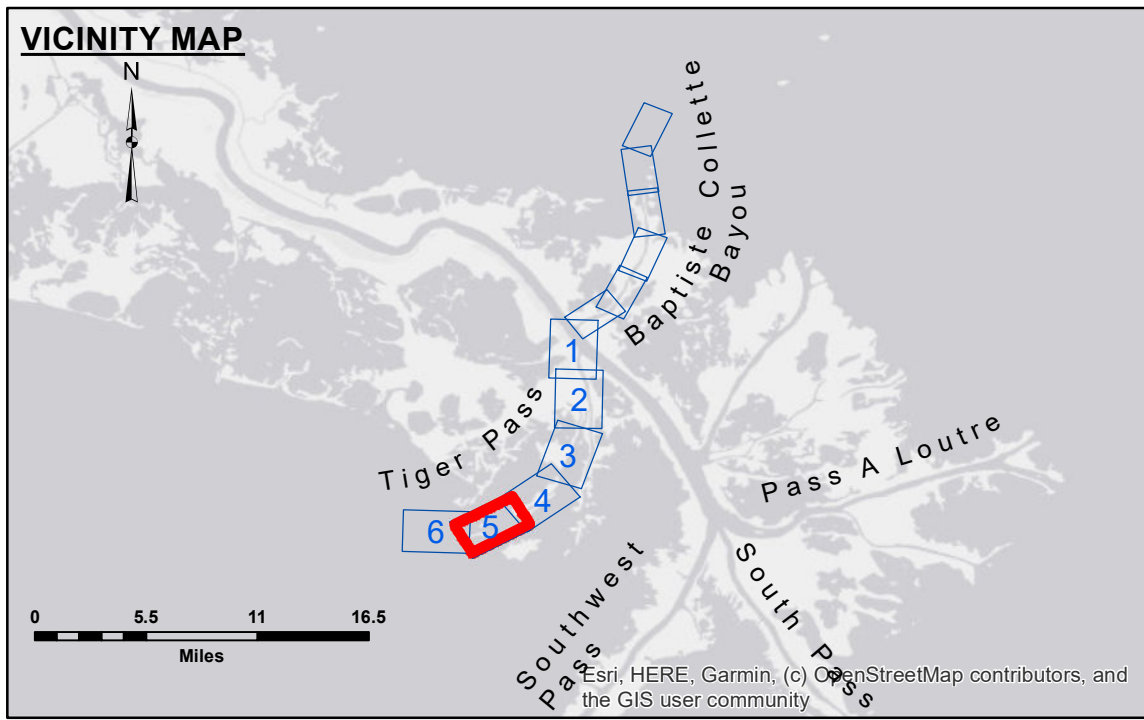 VICINITY MAP
N
Baptiste Collette
Bayou
1
2
Tiger Pass
3
Pass A Loutre
4
5
6
Southwest
Pass
South Pass
0 5.5 11 16.5
Miles
Esri, HERE, Garmin, (c) OpenStreetMap contributors, and
the GIS user community